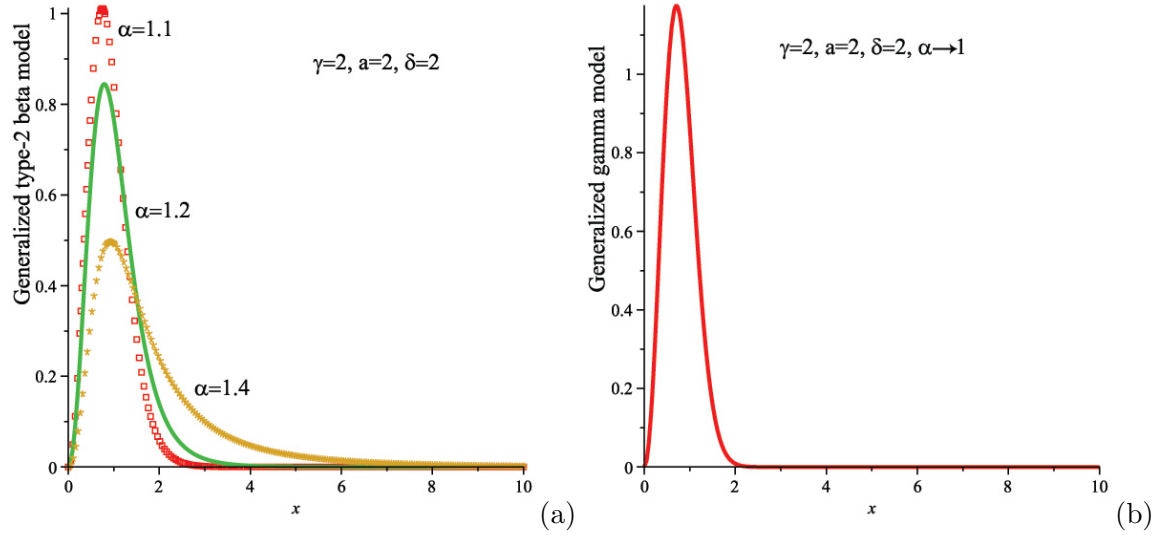 Generalized type-2 beta model
1
0.8
0.6
0.4
0.2
0
0
2
4
6
8
10
x
α=1.1
γ=2, a=2, δ=2
α=1.2
α=1.4
(a)
Generalized gamma model
1
0.8
0.6
0.4
0.2
0
0
2
4
6
8
10
x
γ=2, a=2, δ=2, α→1
(b)